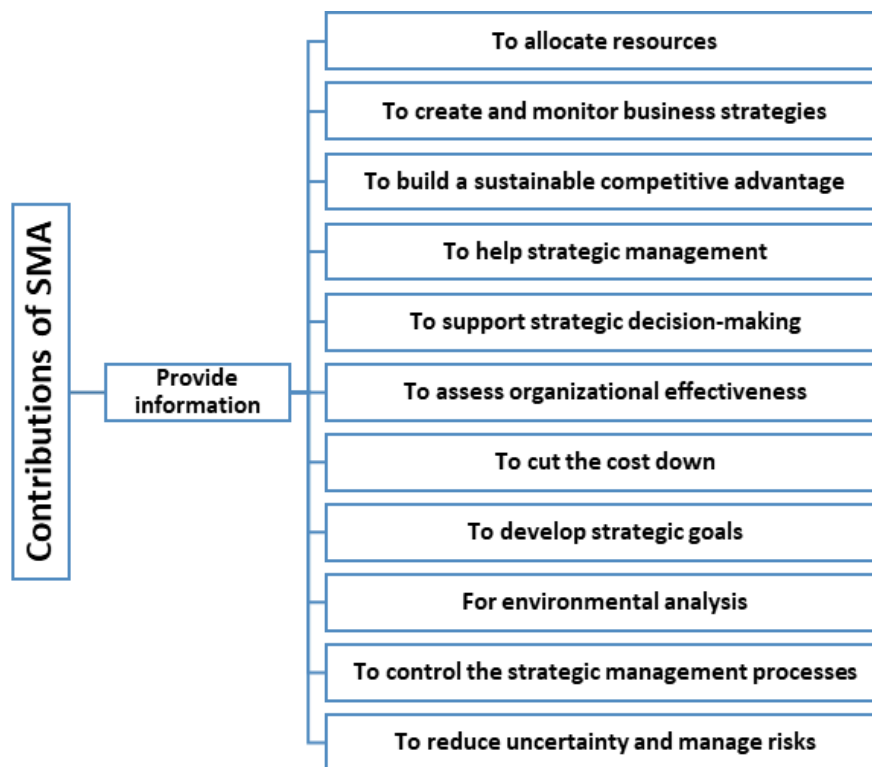 Contributions of SMA
Provide
information
To allocate resources
To create and monitor business strategies
To build a sustainable competitive advantage
To help strategic management
To support strategic decision-making
To assess organizational effectiveness
To cut the cost down
To develop strategic goals
For environmental analysis
To control the strategic management processes
To reduce uncertainty and manage risks